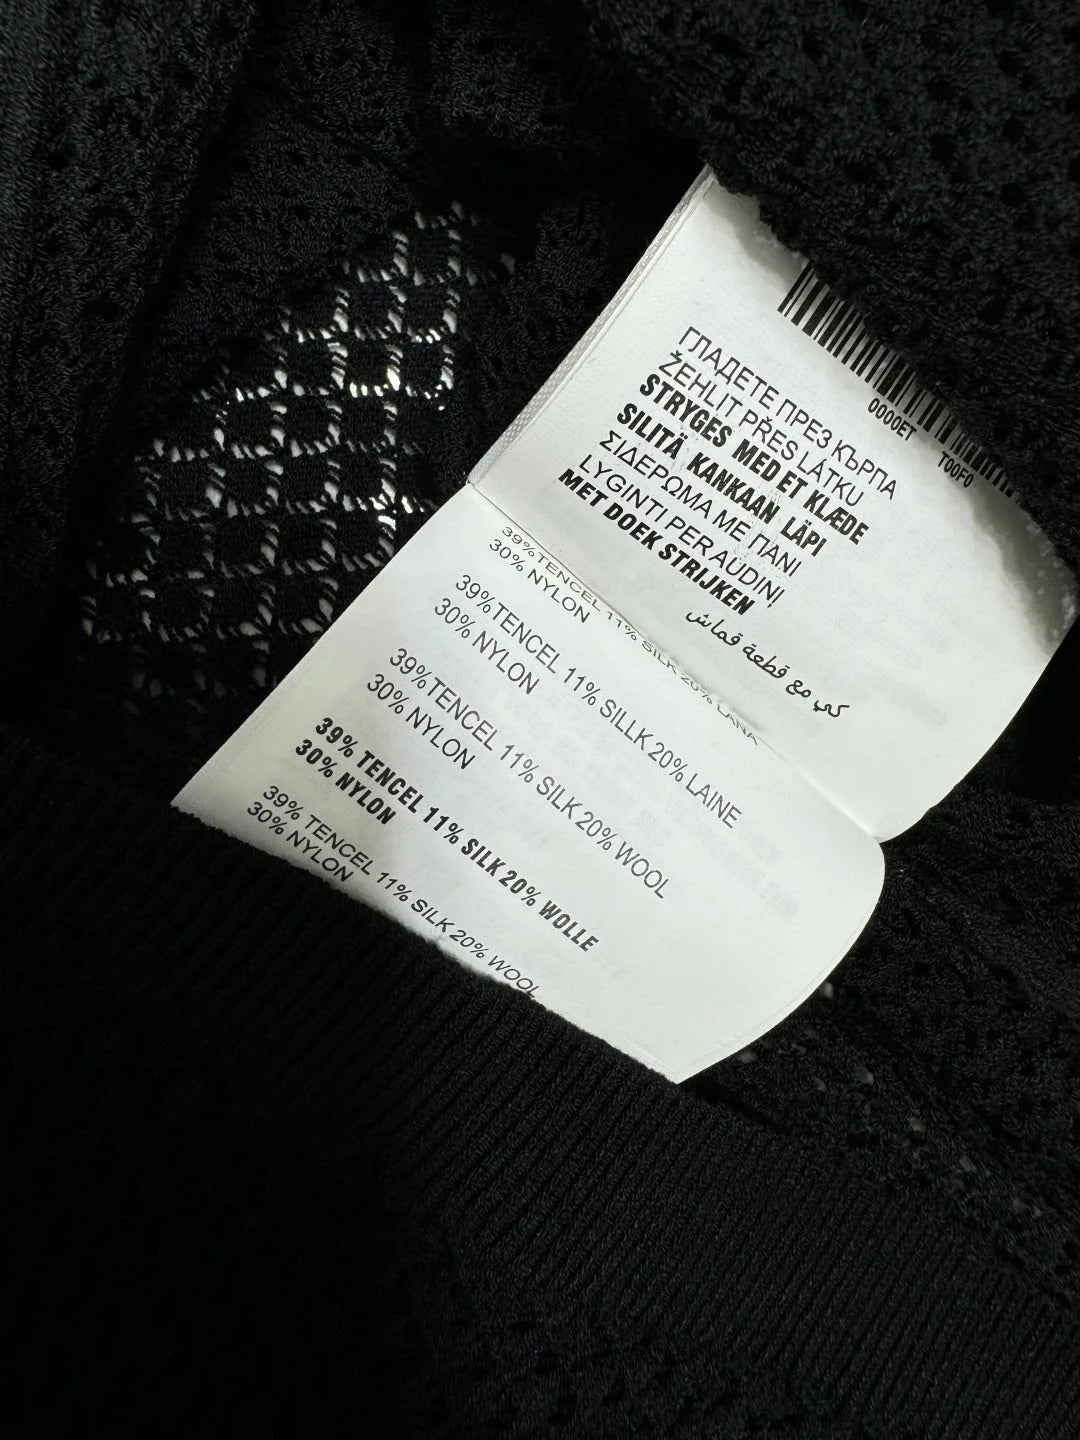 0000ET
T00F0
ГЛАДЕТЕ ПРЕЗ КЪРПА
ŽEHLIT PŘES LÁTKU
STRYGES MED ET KLÆDE
SILITÄ KANKAAN LÄPI
ΣΙΔΕΡΩΜΑ ΜΕ ΠΑΝΙ
LYGINTI PER AUDINĮ
MET DOEK STRIJKEN
كي مع قطعة قماش
39%TENCEL 11% SILK 20% LANA
30% NYLON
39%TENCEL 11% SILLK 20% LAINE
30% NYLON
39%TENCEL 11% SILK 20% WOOL
30% NYLON
39% TENCEL 11% SILK 20% WOLLE
30% NYLON
39% TENCEL 11% SILK 20% WOOL
30% NYLON